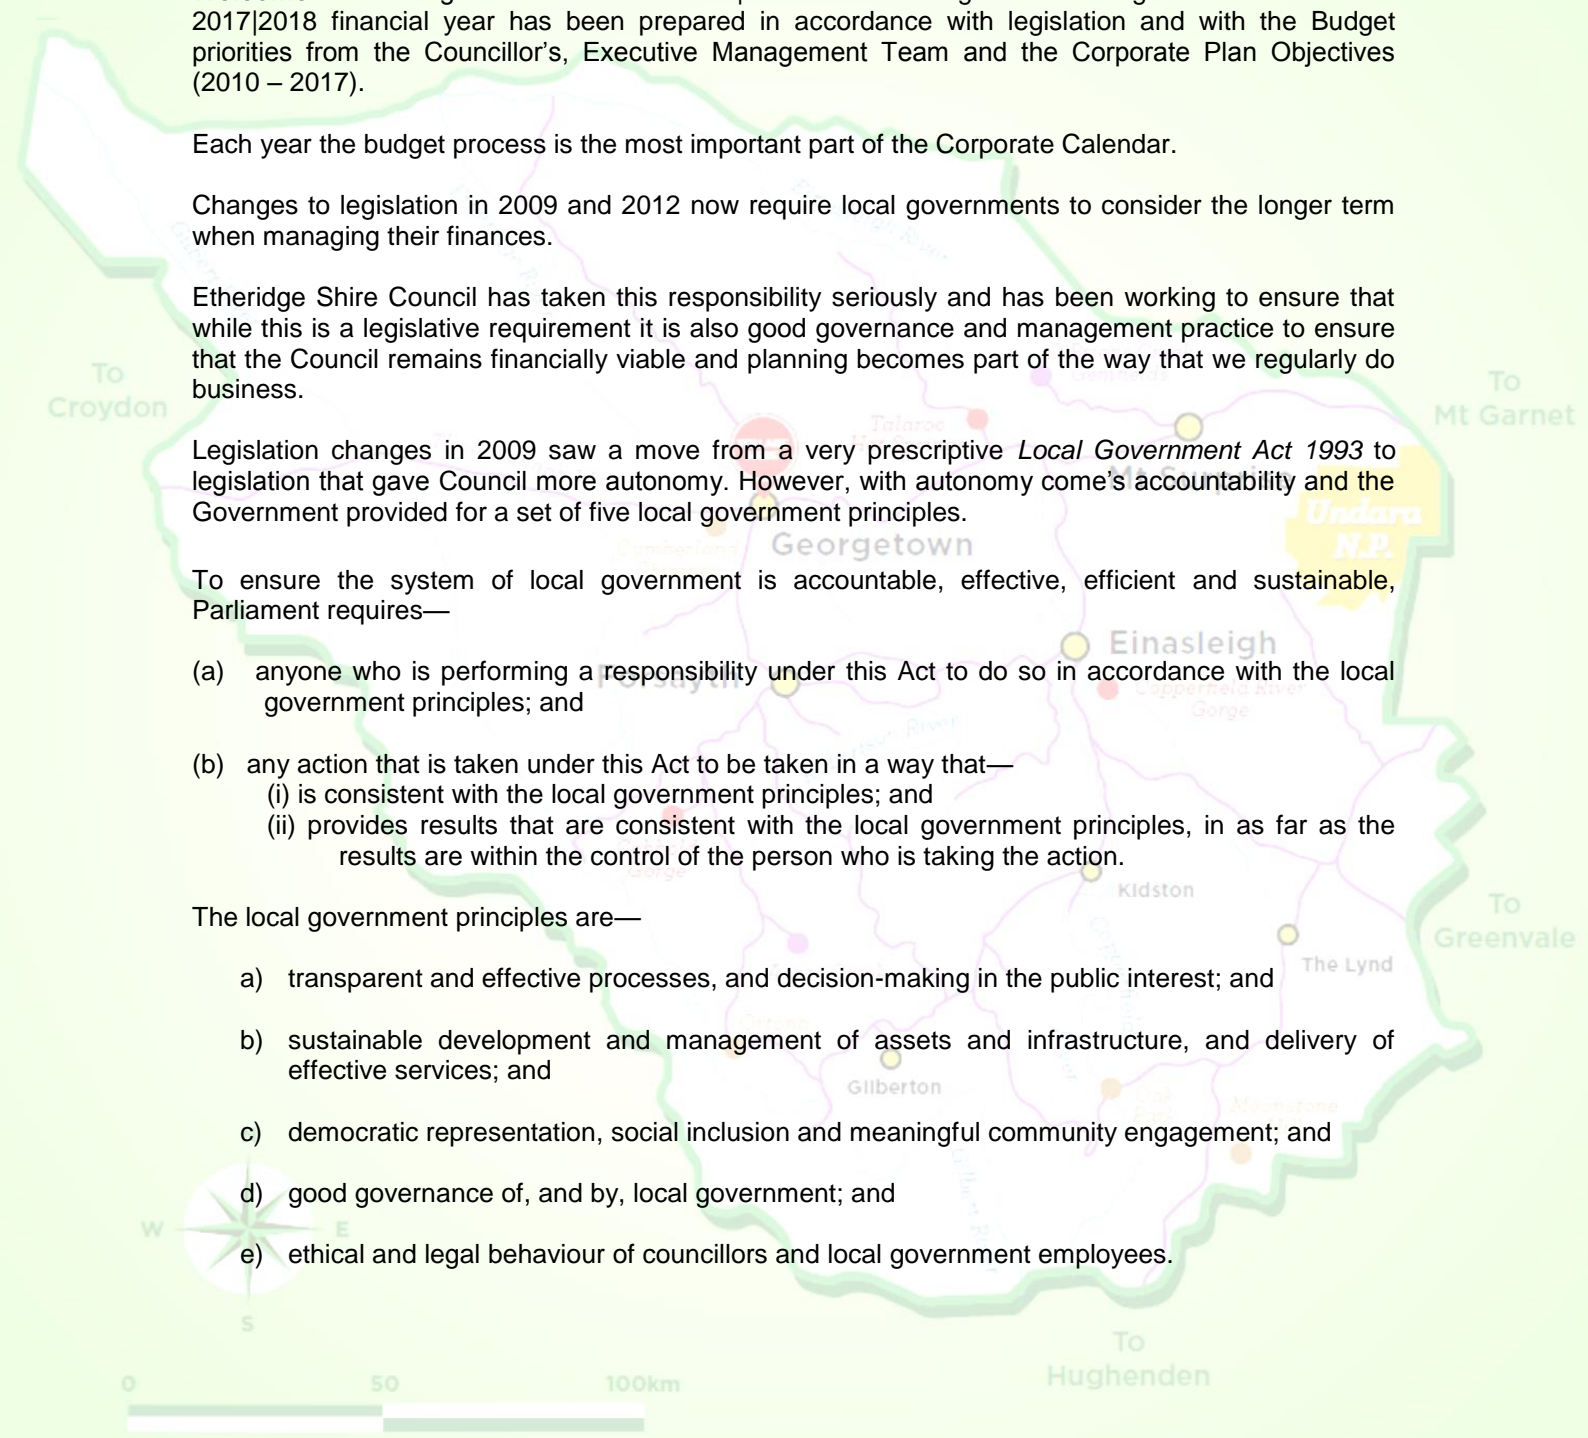 2017|2018 financial year has been prepared in accordance with legislation and with the Budget
priorities from the Councillor’s, Executive Management Team and the Corporate Plan Objectives
(2010 – 2017).
Each year the budget process is the most important part of the Corporate Calendar.
Changes to legislation in 2009 and 2012 now require local governments to consider the longer term
when managing their finances.
Etheridge Shire Council has taken this responsibility seriously and has been working to ensure that
while this is a legislative requirement it is also good governance and management practice to ensure
that the Council remains financially viable and planning becomes part of the way that we regularly do
business.
Legislation changes in 2009 saw a move from a very prescriptive Local Government Act 1993 to
legislation that gave Council more autonomy. However, with autonomy come’s accountability and the
Government provided for a set of five local government principles.
To ensure the system of local government is accountable, effective, efficient and sustainable,
Parliament requires—
(a) anyone who is performing a responsibility under this Act to do so in accordance with the local
government principles; and
(b) any action that is taken under this Act to be taken in a way that—
(i) is consistent with the local government principles; and
(ii) provides results that are consistent with the local government principles, in as far as the
results are within the control of the person who is taking the action.
The local government principles are—
a) transparent and effective processes, and decision-making in the public interest; and
b) sustainable development and management of assets and infrastructure, and delivery of
effective services; and
c) democratic representation, social inclusion and meaningful community engagement; and
d) good governance of, and by, local government; and
e) ethical and legal behaviour of councillors and local government employees.
To
Croydon
To
Mt Garnet
Talaroo
Mt Surprise
Undara
N.P.
Georgetown
Einasleigh
Forsayth
Copperfield River
Gorge
Kidston
To
Greenvale
The Lynd
Gilberton
W
E
S
To
Hughenden
0
50
100km